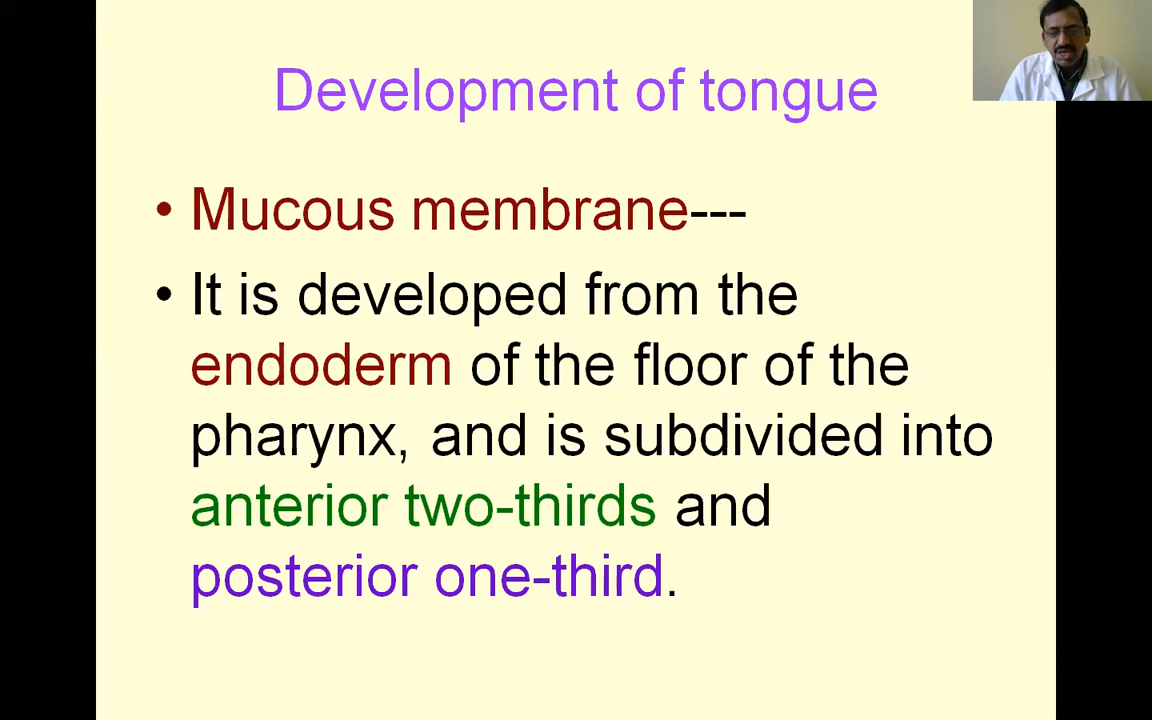 Development of tongue
• Mucous membrane---
• It is developed from the
endoderm of the floor of the
pharynx, and is subdivided into
anterior two-thirds and
posterior one-third.